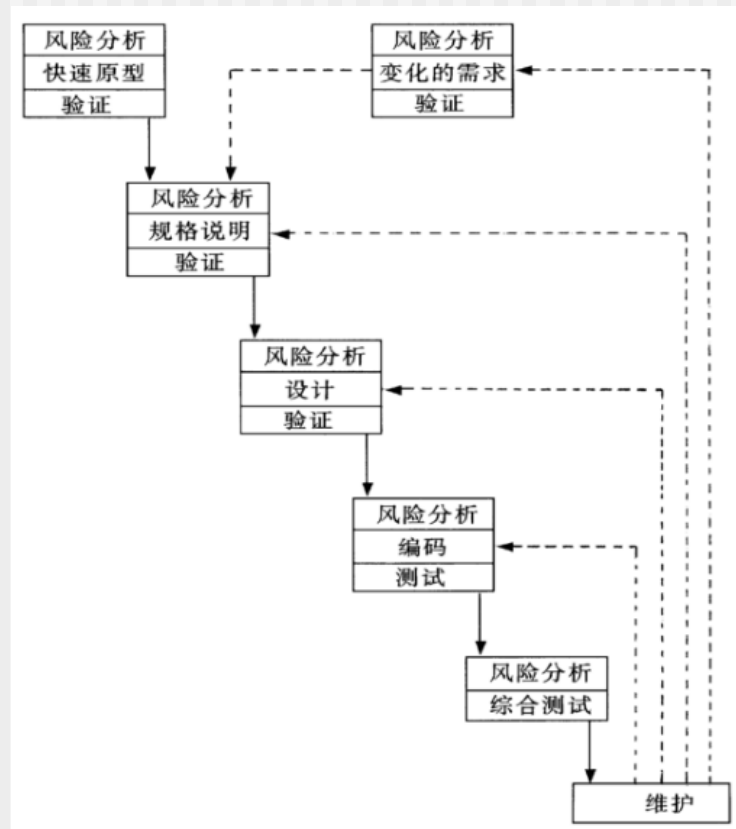 风险分析
快速原型
验证
风险分析
变化的需求
验证
风险分析
规格说明
验证
风险分析
设计
验证
风险分析
编码
测试
风险分析
综合测试
维护